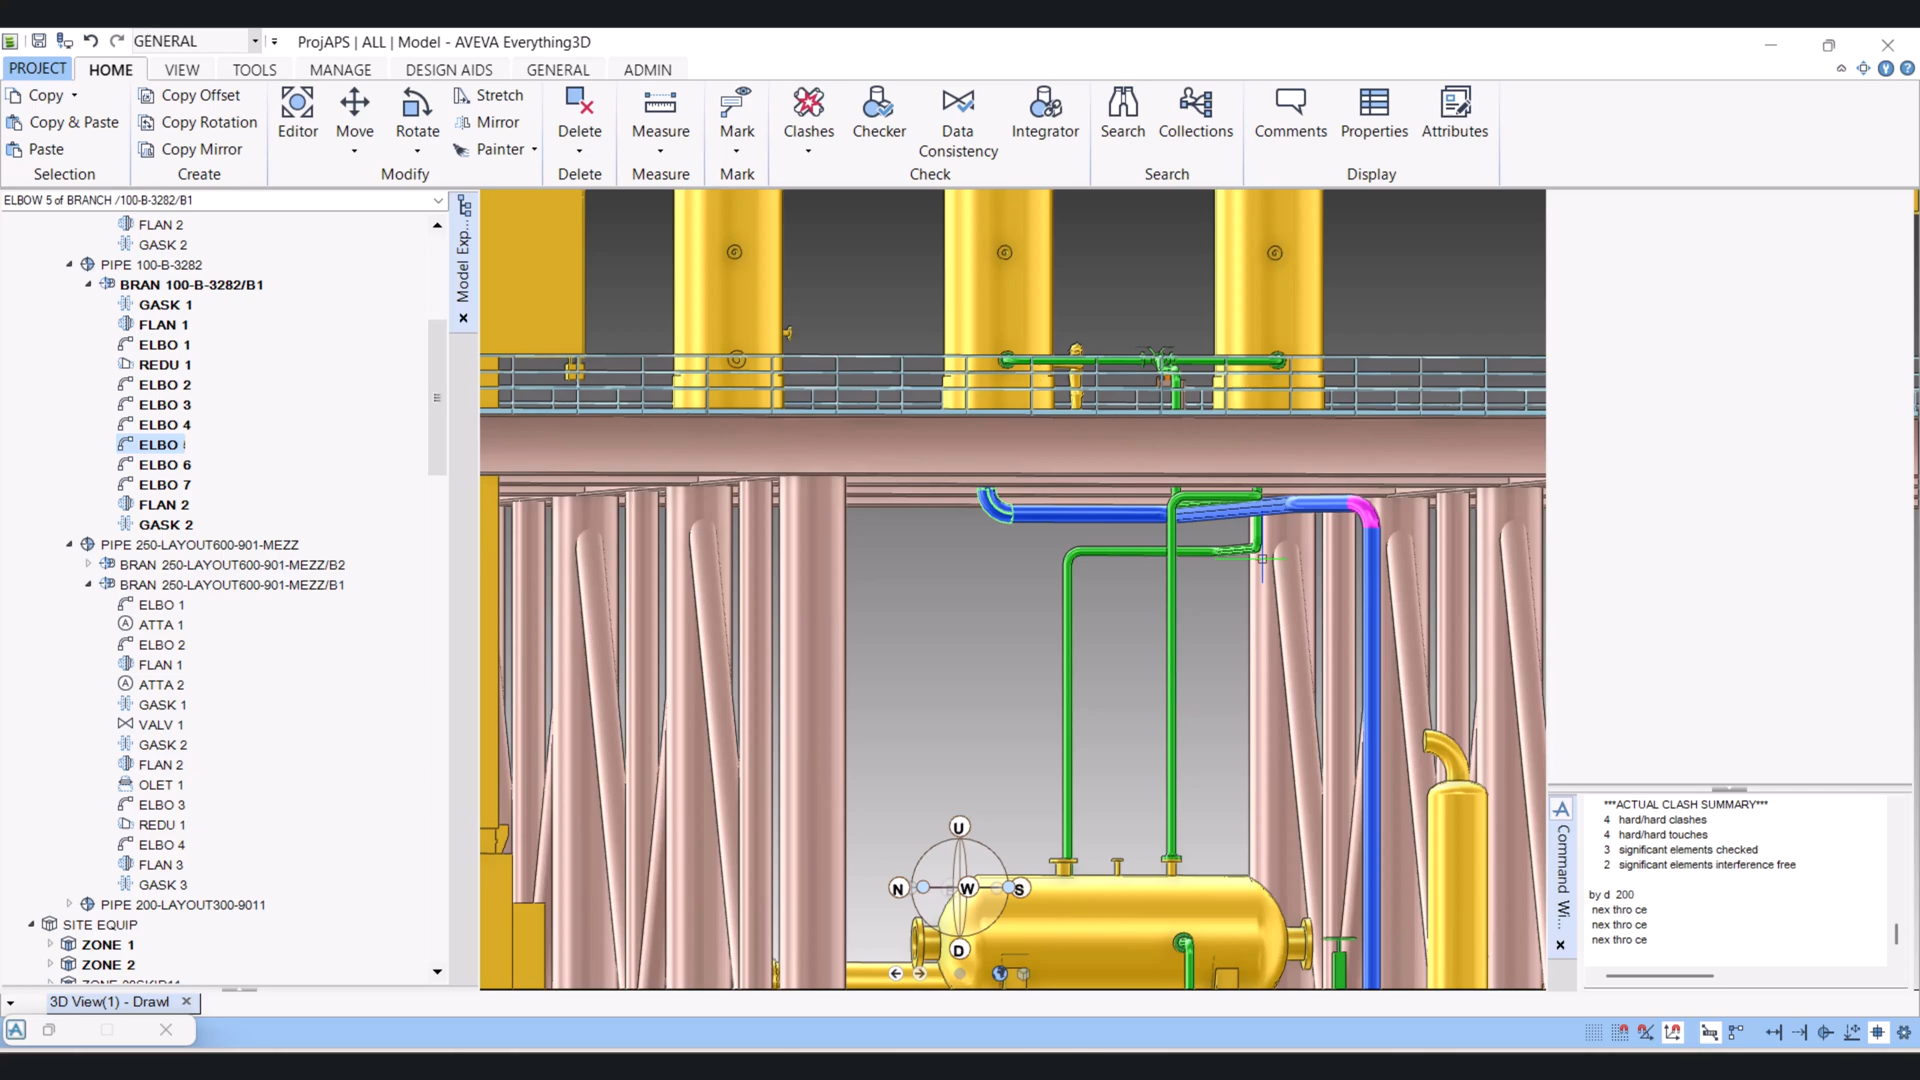 GENERAL
ProjAPS | ALL | Model - AVEVA Everything3D
PROJECT
HOME
VIEW
TOOLS
MANAGE
DESIGN AIDS
GENERAL
ADMIN
Copy
Copy & Paste
Paste
Selection
Copy Offset
Copy Rotation
Copy Mirror
Create
Editor
Move
Rotate
Stretch
Mirror
Painter
Modify
Delete
Delete
Measure
Measure
Mark
Mark
Clashes
Checker
Data
Consistency
Integrator
Check
Search
Collections
Search
Comments
Properties
Attributes
Display
ELBOW 5 of BRANCH /100-B-3282/B1
FLAN 2
GASK 2
PIPE 100-B-3282
BRAN 100-B-3282/B1
GASK 1
FLAN 1
ELBO 1
REDU 1
ELBO 2
ELBO 3
ELBO 4
ELBO
ELBO 6
ELBO 7
FLAN 2
GASK 2
PIPE 250-LAYOUT600-901-MEZZ
BRAN 250-LAYOUT600-901-MEZZ/B2
BRAN 250-LAYOUT600-901-MEZZ/B1
ELBO 1
ATTA 1
ELBO 2
FLAN 1
ATTA 2
GASK 1
VALV 1
GASK 2
FLAN 2
OLET 1
ELBO 3
REDU 1
ELBO 4
FLAN 3
GASK 3
PIPE 200-LAYOUT300-9011
SITE EQUIP
ZONE 1
ZONE 2
Model Exp...
U
N
W
S
D
Command Wi...
***ACTUAL CLASH SUMMARY***
4 hard/hard clashes
4 hard/hard touches
3 significant elements checked
2 significant elements interference free
by d 200
nex thro ce
nex thro ce
nex thro ce
3D View(1) - Drawl